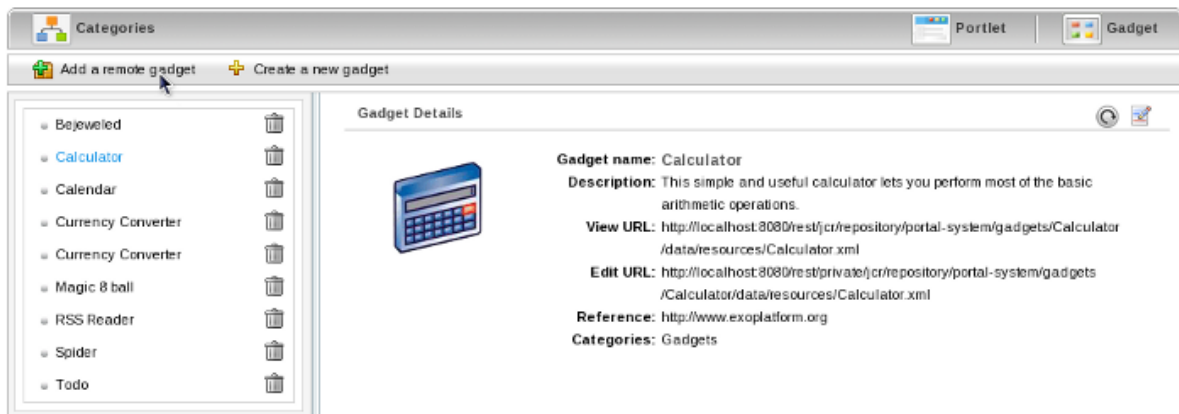 Categories
Portlet
Gadget
Add a remote gadget
Create a new gadget
Bejeweled
Calculator
Calendar
Currency Converter
Currency Converter
Magic 8 ball
RSS Reader
Spider
Todo
Gadget Details
Gadget name: Calculator
Description: This simple and useful calculator lets you perform most of the basic
arithmetic operations.
View URL: http://localhost:8080/rest/jcr/repository/portal-system/gadgets/Calculator
/data/resources/Calculator.xml
Edit URL: http://localhost:8080/rest/private/jcr/repository/portal-system/gadgets
/Calculator/data/resources/Calculator.xml
Reference: http://www.exoplatform.org
Categories: Gadgets